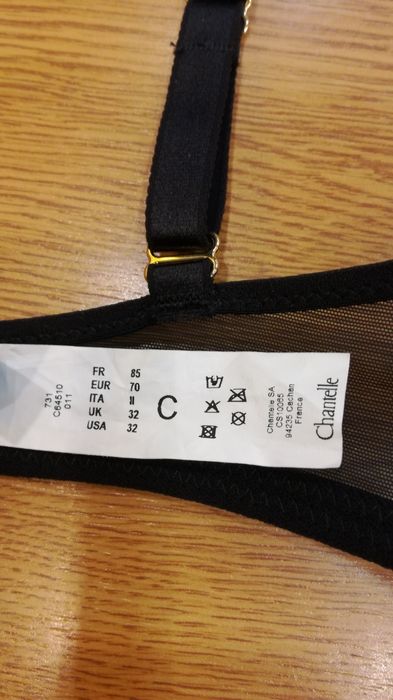 731
C64510
011
FR 85
EUR 70
ITA II
UK 32
USA 32
C
Chantelle SA
CS10065
94235 Cachan
France
Chantelle